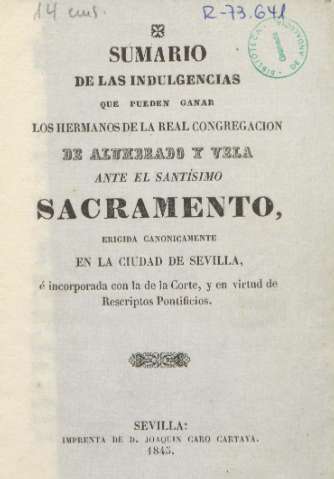 14 cms.
R-73.641
SUMARIO
DE LAS INDULGENCIAS
QUE PUEDEN GANAR
LOS HERMANOS DE LA REAL CONGREGACION
DE ALUMBRADO Y VELA
ANTE EL SANTÍSIMO
SACRAMENTO,
ERIGIDA CANONICAMENTE
EN LA CIUDAD DE SEVILLA,
é incorporada con la de la Corte, y en virtud de
Rescriptos Pontificios.
SEVILLA:
IMPRENTA DE D. JOAQUIN CARO CARTAYA.
1845.